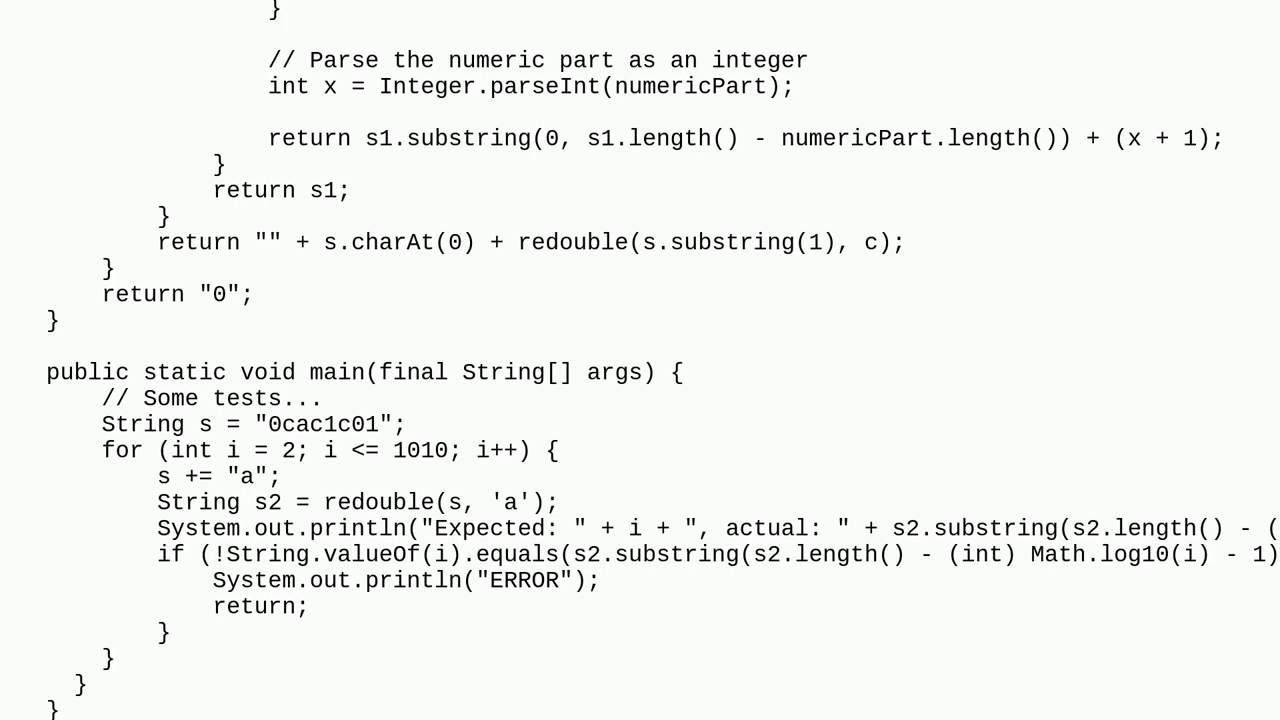 }
// Parse the numeric part as an integer
int x = Integer.parseInt(numericPart);
return s1.substring(0, s1.length() - numericPart.length()) + (x + 1);
}
return s1;
}
return "" + s.charAt(0) + redouble(s.substring(1), c);
}
return "0";
}
public static void main(final String[] args) {
// Some tests...
String s = "0cac1c01";
for (int i = 2; i <= 1010; i++) {
s += "a";
String s2 = redouble(s, 'a');
System.out.println("Expected: " + i + ", actual: " + s2.substring(s2.length() - (
if (!String.valueOf(i).equals(s2.substring(s2.length() - (int) Math.log10(i) - 1)
System.out.println("ERROR");
return;
}
}
}
}